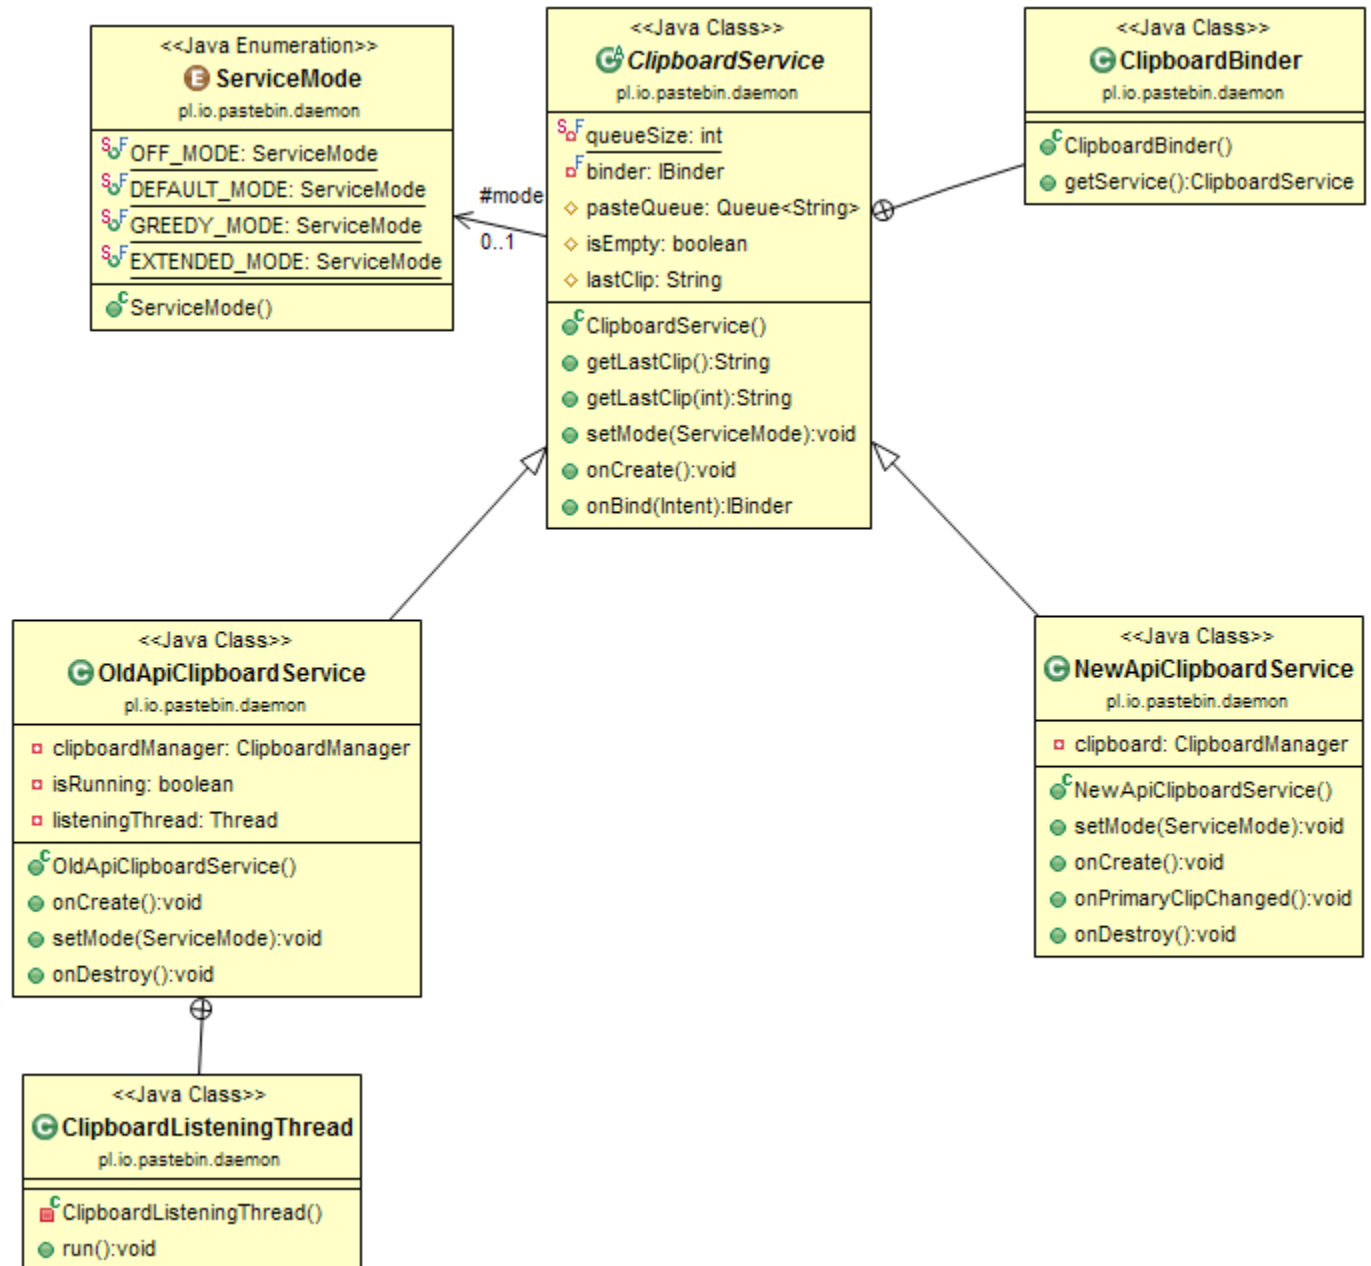 <<Java Enumeration>>
ServiceMode
pl.io.pastebin.daemon
OFF_MODE: ServiceMode
DEFAULT_MODE: ServiceMode
GREEDY_MODE: ServiceMode
EXTENDED_MODE: ServiceMode
ServiceMode()
#mode
0..1
<<Java Class>>
ClipboardService
pl.io.pastebin.daemon
queueSize: int
binder: IBinder
pasteQueue: Queue<String>
isEmpty: boolean
lastClip: String
ClipboardService()
getLastClip():String
getLastClip(int):String
setMode(ServiceMode):void
onCreate():void
onBind(Intent):IBinder
<<Java Class>>
ClipboardBinder
pl.io.pastebin.daemon
ClipboardBinder()
getService():ClipboardService
<<Java Class>>
OldApiClipboardService
pl.io.pastebin.daemon
clipboardManager: ClipboardManager
isRunning: boolean
listeningThread: Thread
OldApiClipboardService()
onCreate():void
setMode(ServiceMode):void
onDestroy():void
<<Java Class>>
NewApiClipboardService
pl.io.pastebin.daemon
clipboard: ClipboardManager
NewApiClipboardService()
setMode(ServiceMode):void
onCreate():void
onPrimaryClipChanged():void
onDestroy():void
<<Java Class>>
ClipboardListeningThread
pl.io.pastebin.daemon
ClipboardListeningThread()
run():void